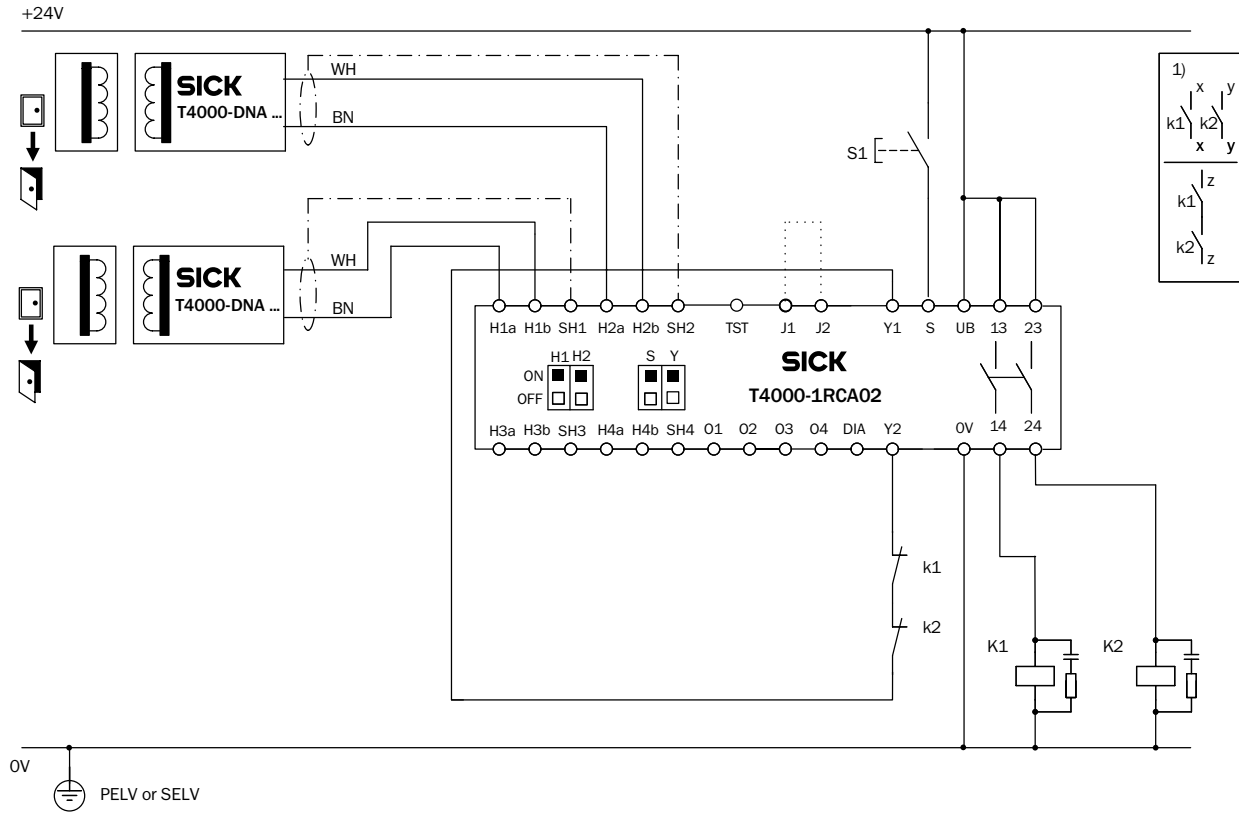 +24V
SICK
T4000-DNA ...
WH
BN
1)
x y
k1 k2
x y
z
k1
k2
z
S1
SICK
T4000-DNA ...
WH
BN
H1a H1b SH1 H2a H2b SH2 TST J1 J2 Y1 S UB 13 23
H1 H2 S Y
ON
OFF
SICK
T4000-1RCA02
H3a H3b SH3 H4a H4b SH4 O1 O2 O3 O4 DIA Y2 0V 14 24
k1
k2
K1
K2
0V
PELV or SELV